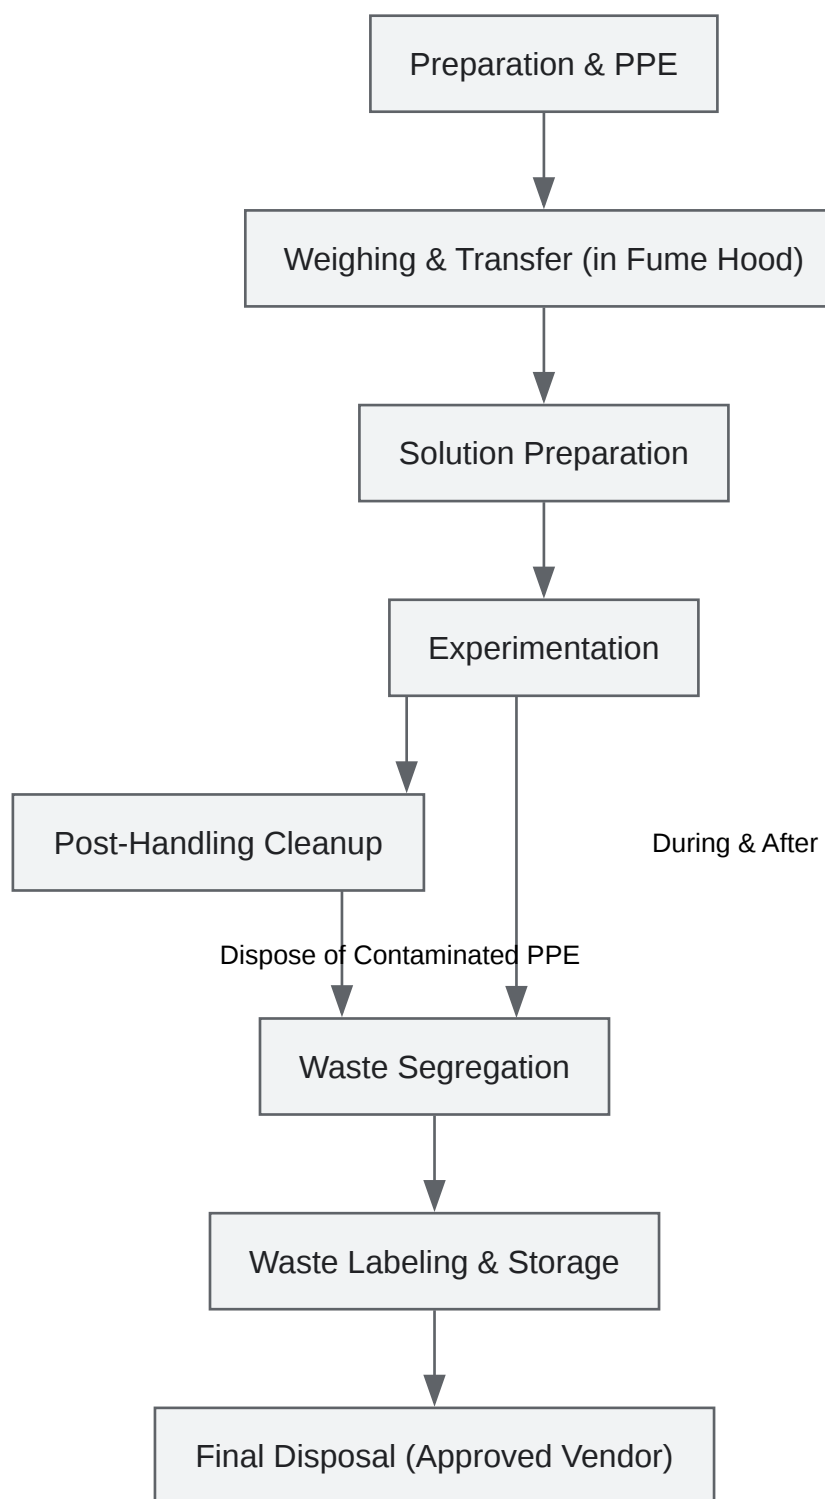 Preparation & PPE
Weighing & Transfer (in Fume Hood)
Solution Preparation
Experimentation
Post-Handling Cleanup
During & After
Dispose of Contaminated PPE
Waste Segregation
Waste Labeling & Storage
Final Disposal (Approved Vendor)